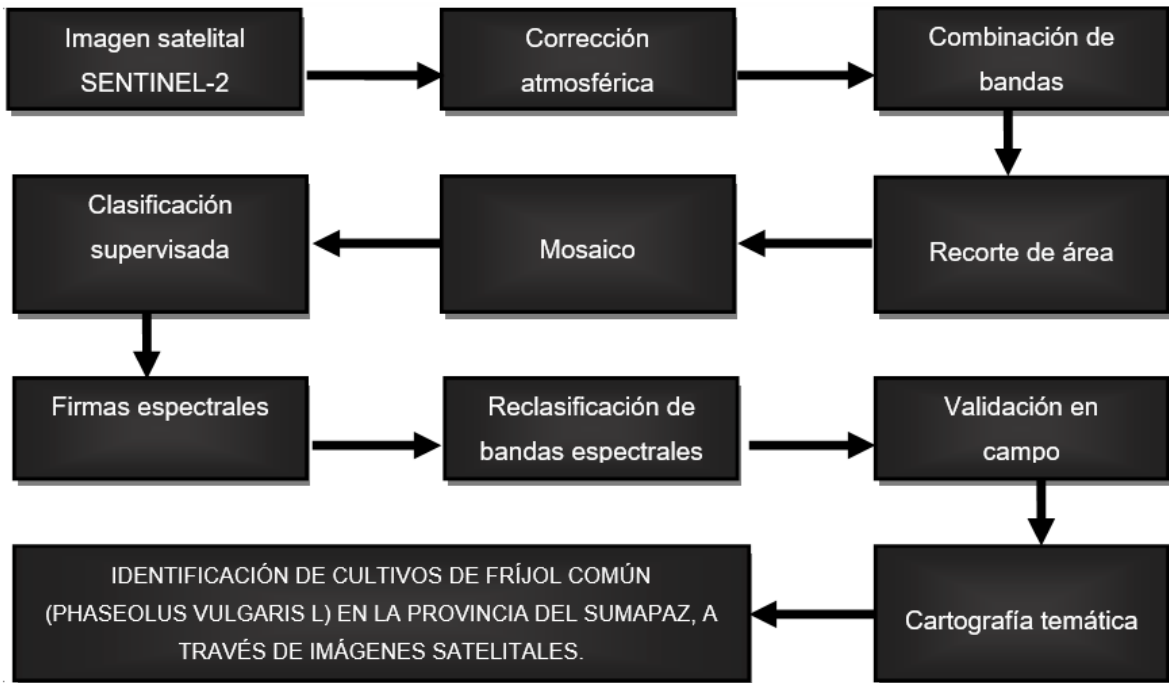 Imagen satelital
SENTINEL-2
Corrección
atmosférica
Combinación de
bandas
Recorte de área
Mosaico
Clasificación
supervisada
Firmas espectrales
Reclasificación de
bandas espectrales
Validación en
campo
Cartografía temática
IDENTIFICACIÓN DE CULTIVOS DE FRÍJOL COMÚN
(PHASEOLUS VULGARIS L) EN LA PROVINCIA DEL SUMAPAZ, A
TRAVÉS DE IMÁGENES SATELITALES.